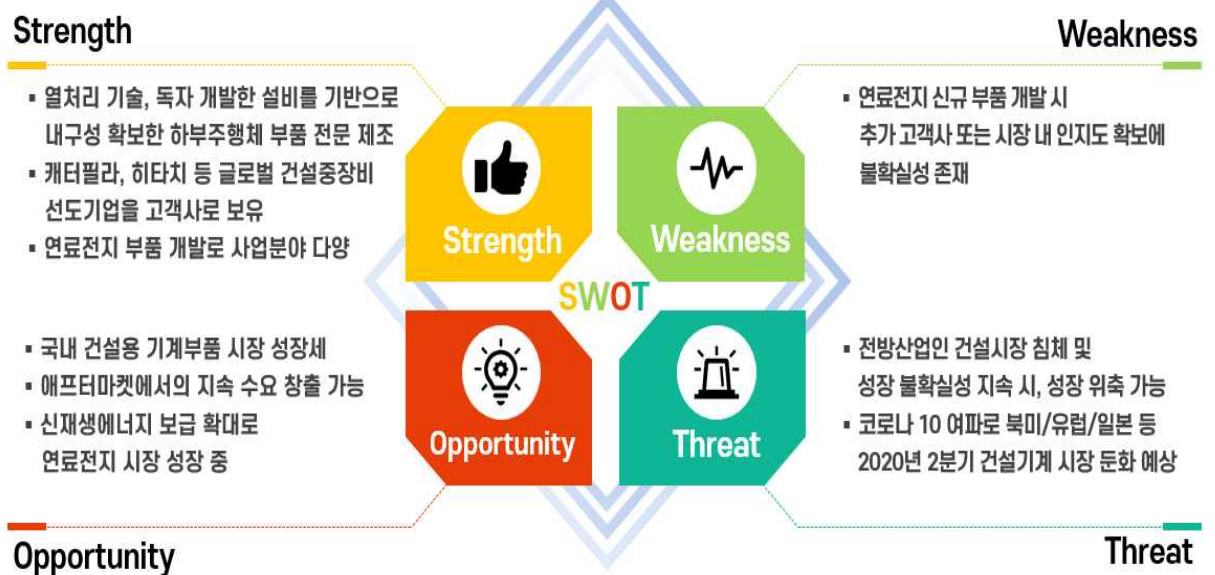 Strength
▪ 열처리 기술, 독자 개발한 설비를 기반으로
내구성 확보한 하부주행체 부품 전문 제조
▪ 캐터필라, 히타치 등 글로벌 건설중장비
선도기업을 고객사로 보유
▪ 연료전지 부품 개발로 사업분야 다양
Weakness
▪ 연료전지 신규 부품 개발 시
추가 고객사 또는 시장 내 인지도 확보에
불확실성 존재
Strength
Weakness
SWOT
Opportunity
Threat
▪ 국내 건설용 기계부품 시장 성장세
▪ 애프터마켓에서의 지속 수요 창출 가능
▪ 신재생에너지 보급 확대로
연료전지 시장 성장 중
Opportunity
▪ 전방산업인 건설시장 침체 및
성장 불확실성 지속 시, 성장 위축 가능
▪ 코로나 10 여파로 북미/유럽/일본 등
2020년 2분기 건설기계 시장 둔화 예상
Threat